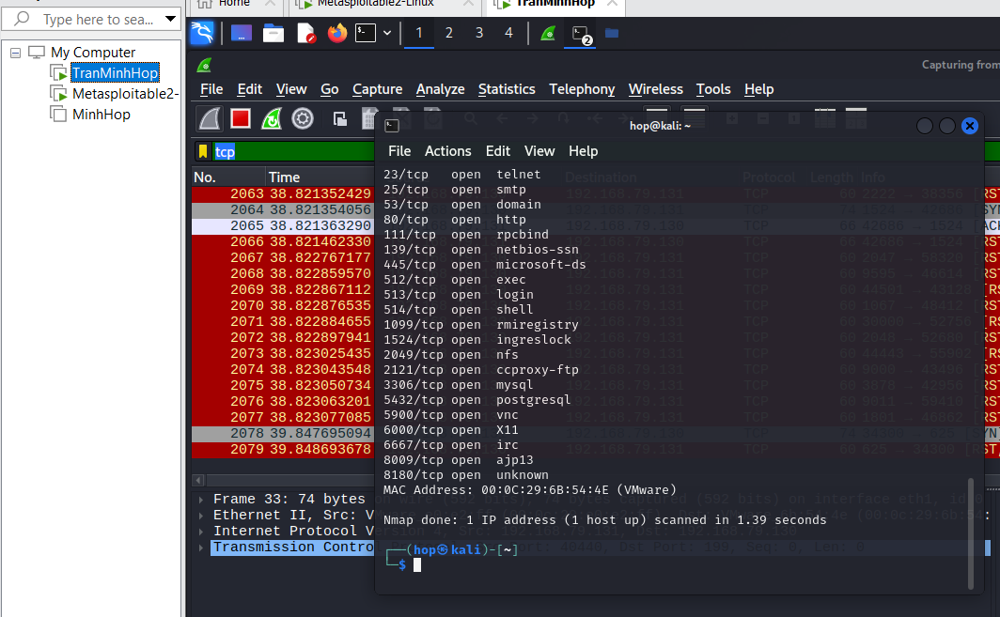 Home
Metasploitable2-Linux
TranMinhHop
Type here to sea...
My Computer
TranMinhHop
Metasploitable2-
MinhHop
1 2 3 4
2
Capturing from
File Edit View Go Capture Analyze Statistics Telephony Wireless Tools Help
tcp
No. Time Destination Protocol Length Info
2063 38.821352429
2064 38.821354056
2065 38.821363290
2066 38.821462330
2067 38.822767177
2068 38.822859570
2069 38.822867112
2070 38.822876535
2071 38.822884655
2072 38.822897941
2073 38.823025435
2074 38.823043548
2075 38.823050734
2076 38.823063201
2077 38.823077085
2078 39.847695094
2079 39.848693678
Frame 33: 74 bytes
Ethernet II, Src: V
Internet Protocol V
Transmission Contro
hop@kali: ~
File Actions Edit View Help
23/tcp open telnet
25/tcp open smtp
53/tcp open domain
80/tcp open http
111/tcp open rpcbind
139/tcp open netbios-ssn
445/tcp open microsoft-ds
512/tcp open exec
513/tcp open login
514/tcp open shell
1099/tcp open rmiregistry
1524/tcp open ingreslock
2049/tcp open nfs
2121/tcp open ccproxy-ftp
3306/tcp open mysql
5432/tcp open postgresql
5900/tcp open vnc
6000/tcp open X11
6667/tcp open irc
8009/tcp open ajp13
8180/tcp open unknown
MAC Address: 00:0C:29:6B:54:4E (VMware)
Nmap done: 1 IP address (1 host up) scanned in 1.39 seconds
(hop㉿kali)-[~]
$